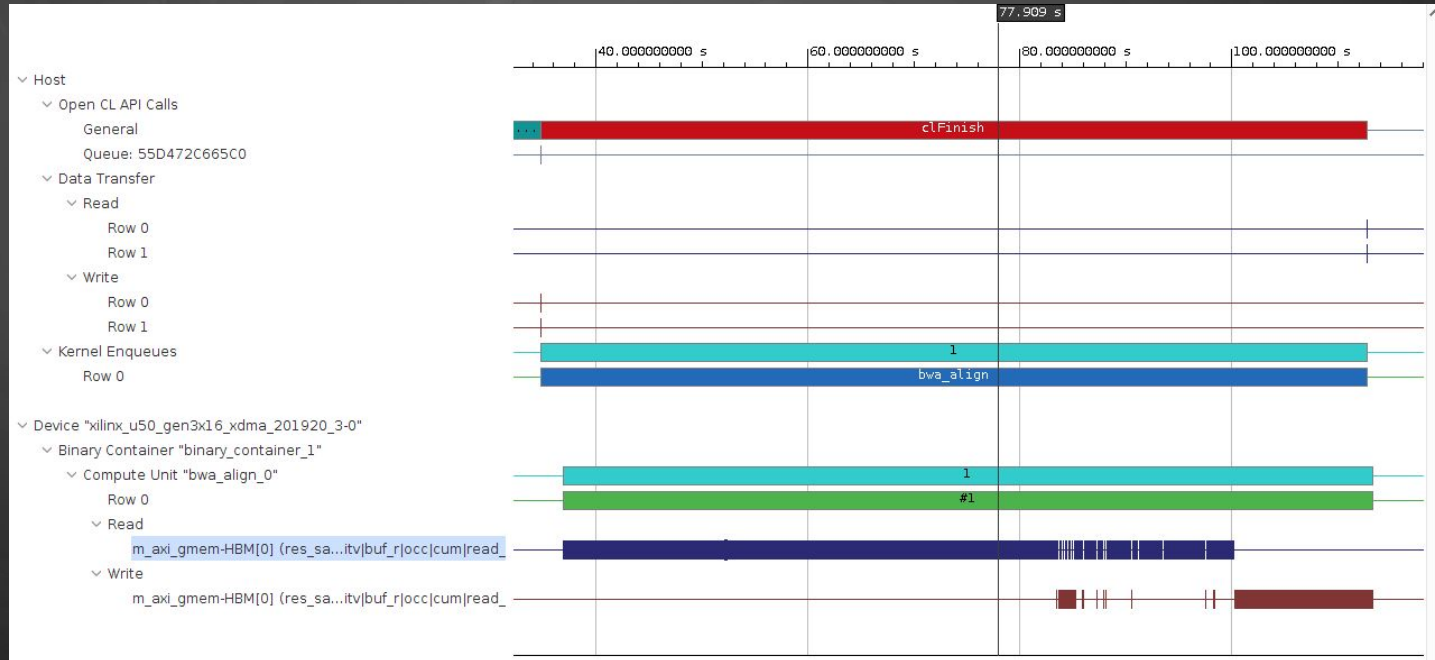 77.909 s
40.000000000 s 60.000000000 s 80.000000000 s 100.000000000 s
Host
Open CL API Calls
General ... clFinish
Queue: 55D472C665C0
Data Transfer
Read
Row 0
Row 1
Write
Row 0
Row 1
Kernel Enqueues 1
Row 0 bwa_align
Device "xilinx_u50_gen3x16_xdma_201920_3-0"
Binary Container "binary_container_1"
Compute Unit "bwa_align_0" 1
Row 0 #1
Read
m_axi_gmem-HBM[0] (res_sa...itv|buf_r|occ|cum|read_
Write
m_axi_gmem-HBM[0] (res_sa...itv|buf_r|occ|cum|read_